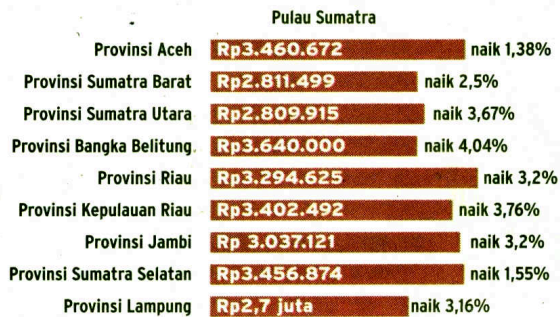 Pulau Sumatra
Provinsi Aceh Rp3.460.672 naik 1,38%
Provinsi Sumatra Barat Rp2.811.499 naik 2,5%
Provinsi Sumatra Utara Rp2.809.915 naik 3,67%
Provinsi Bangka Belitung Rp3.640.000 naik 4,04%
Provinsi Riau Rp3.294.625 naik 3,2%
Provinsi Kepulauan Riau Rp3.402.492 naik 3,76%
Provinsi Jambi Rp 3.037.121 naik 3,2%
Provinsi Sumatra Selatan Rp3.456.874 naik 1,55%
Provinsi Lampung Rp2,7 juta naik 3,16%